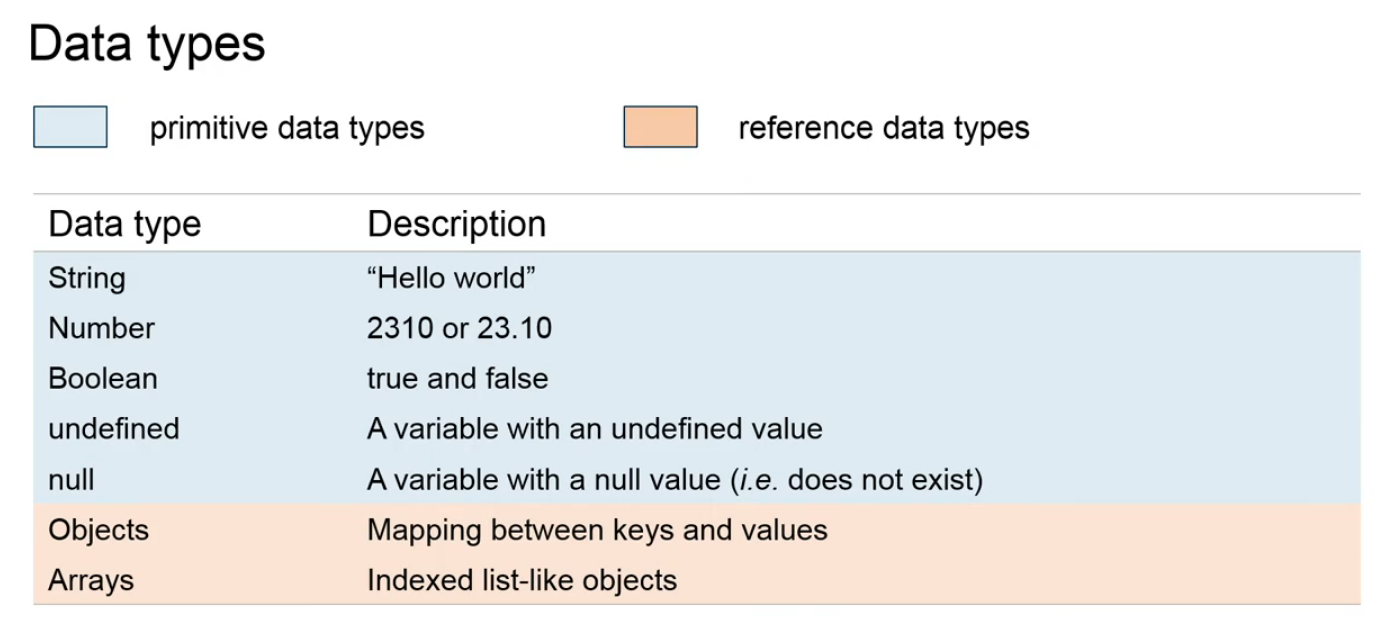 Data types
primitive data types
reference data types
Data type Description
String “Hello world”
Number 2310 or 23.10
Boolean true and false
undefined A variable with an undefined value
null A variable with a null value (i.e. does not exist)
Objects Mapping between keys and values
Arrays Indexed list-like objects